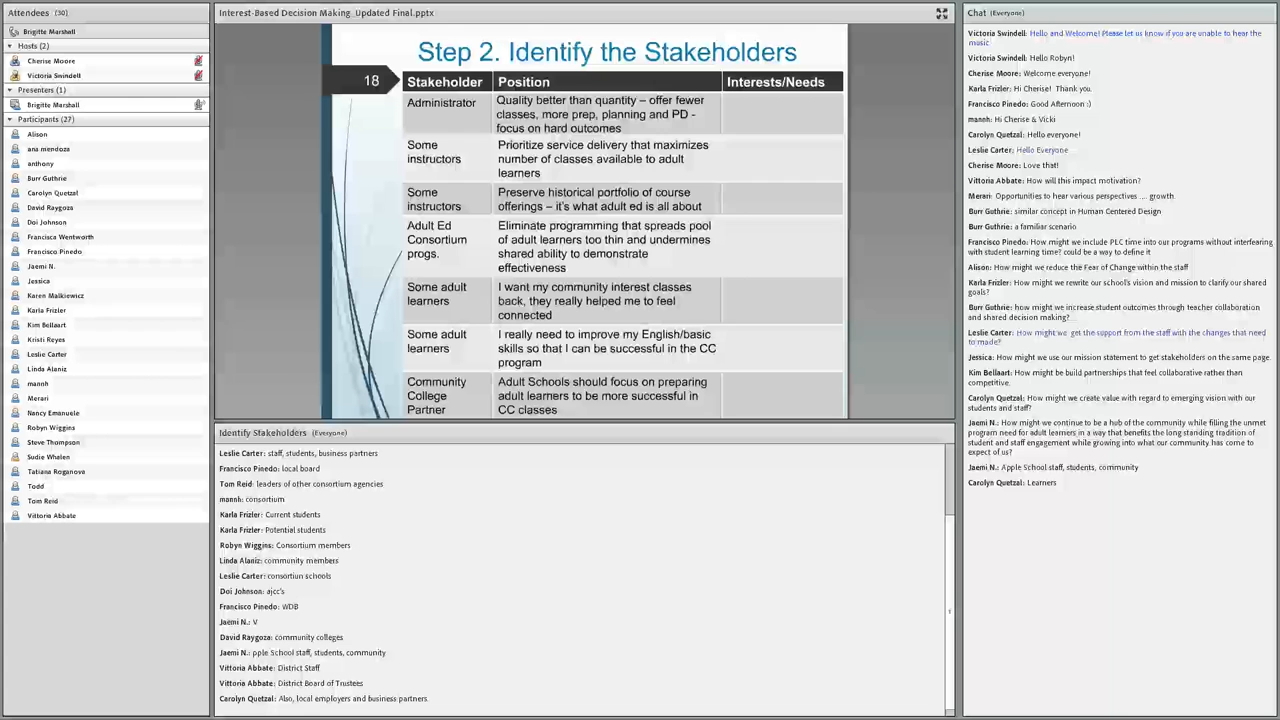 Attendees (30)
Brigitte Marshall
Hosts (2)
Cherise Moore
Victoria Swindell
Presenters (1)
Brigitte Marshall
Participants (27)
Alison
ana mendoza
anthony
Burr Guthrie
Carolyn Quetzal
David Raygoza
Doi Johnson
Francisca Wentworth
Francisco Pinedo
Jaemi N.
Jessica
Karen Malkiewicz
Karla Frizler
Kim Bellaart
Kristi Reyes
Leslie Carter
Linda Alaniz
mannh
Merari
Nancy Emanuele
Robyn Wiggins
Steve Thompson
Sudie Whalen
Tatiana Roganova
Todd
Tom Reid
Vittoria Abbate
Interest-Based Decision Making_Updated Final.pptx
Step 2. Identify the Stakeholders
18
Stakeholder Position Interests/Needs
Administrator
Quality better than quantity – offer fewer
classes, more prep, planning and PD -
focus on hard outcomes
Some
instructors
Prioritize service delivery that maximizes
number of classes available to adult
learners
Some
instructors
Preserve historical portfolio of course
offerings – it's what adult ed is all about
Adult Ed
Consortium
progs.
Eliminate programming that spreads pool
of adult learners too thin and undermines
shared ability to demonstrate
effectiveness
Some adult
learners
I want my community interest classes
back, they really helped me to feel
connected
Some adult
learners
I really need to improve my English/basic
skills so that I can be successful in the CC
program
Community
College
Partner
Adult Schools should focus on preparing
adult learners to be more successful in
CC classes
Identify Stakeholders (Everyone)
Leslie Carter: staff, students, business partners
Francisco Pinedo: local board
Tom Reid: leaders of other consortium agencies
mannh: consortium
Karla Frizler: Current students
Karla Frizler: Potential students
Robyn Wiggins: Consortium members
Linda Alaniz: community members
Leslie Carter: consortiun schools
Doi Johnson: ajcc's
Francisco Pinedo: WDB
Jaemi N.: V
David Raygoza: community colleges
Jaemi N.: pple School staff, students, community
Vittoria Abbate: District Staff
Vittoria Abbate: District Board of Trustees
Carolyn Quetzal: Also, local employers and business partners.
Chat (Everyone)
Victoria Swindell: Hello and Welcome! Please let us know if you are unable to hear the
music
Victoria Swindell: Hello Robyn!
Cherise Moore: Welcome everyone!
Karla Frizler: Hi Cherise! Thank you.
Francisco Pinedo: Good Afternoon :)
mannh: Hi Cherise & Vicki
Carolyn Quetzal: Hello everyone!
Leslie Carter: Hello Everyone
Cherise Moore: Love that!
Vittoria Abbate: How will this impact motivation?
Merari: Opportunities to hear various perspectives .... growth
Burr Guthrie: similar concept in Human Centered Design
Burr Guthrie: a familiar scenario
Francisco Pinedo: How might we include PLC time into our programs without interfering
with student learning time? could be a way to define it
Alison: How might we reduce the Fear of Change within the staff
Karla Frizler: How might we rewrite our school's vision and mission to clarify our shared
goals?
Burr Guthrie: how might we increase student outcomes through teacher collaboration
and shared decision making?
Leslie Carter: How might we get the support from the staff with the changes that need
to made?
Jessica: How might we use our mission statement to get stakeholders on the same page.
Kim Bellaart: How might be build partnerships that feel collaborative rather than
competitive.
Carolyn Quetzal: How might we create value with regard to emerging vision with our
students and staff?
Jaemi N.: How might we continue to be a hub of the community while filling the unmet
program need for adult learners in a way that benefits the long standing tradition of
student and staff engagement while growing into what our community has come to
expect of us?
Jaemi N.: Apple School staff, students, community
Carolyn Quetzal: Learners